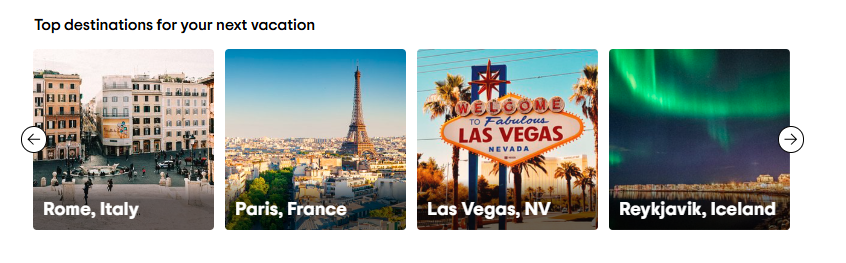 Top destinations for your next vacation
Rome, Italy
Paris, France
WELCOME
TO Fabulous
LAS VEGAS
NEVADA
Las Vegas, NV
Reykjavik, Iceland